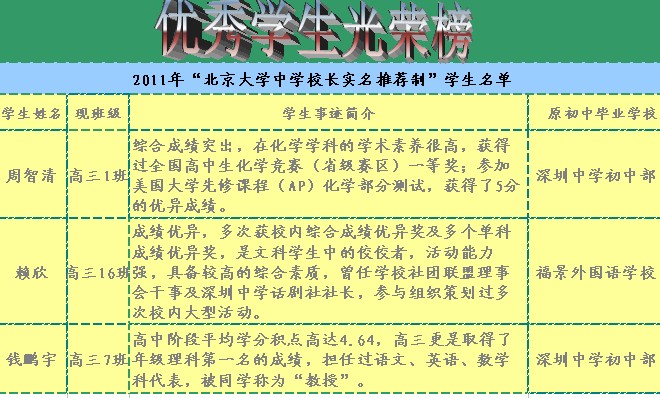 优秀学生光荣榜
2011年“北京大学中学校长实名推荐制”学生名单
学生姓名 现班级 学生事迹简介 原初中毕业学校
综合成绩突出，在化学学科的学术素养很高，获得
过全国高中生化学竞赛（省级赛区）一等奖；参加
周智清 高三1班 深圳中学初中部
美国大学先修课程（AP）化学部分测试，获得了5分
的优异成绩。
成绩优异，多次获校内综合成绩优异奖及多个单科
成绩优异奖，是文科学生中的佼佼者，活动能力
赖欣 高三16班 强，具备较高的综合素质，曾任学校社团联盟理事 福景外国语学校
会干事及深圳中学话剧社社长，参与组织策划过多
次校内大型活动。
高中阶段平均学分积点高达4.64，高三更是取得了
钱鹏宇 高三7班 年级理科第一名的成绩，担任过语文、英语、数学 深圳中学初中部
科代表，被同学称为“教授”。